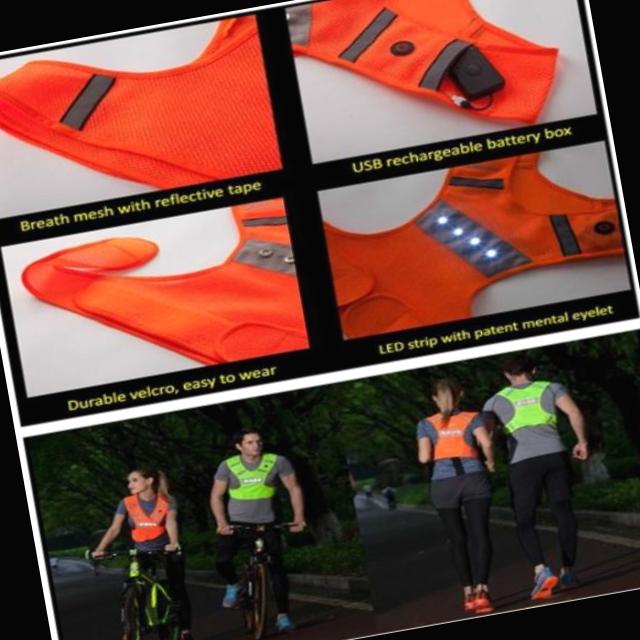 Breath mesh with reflective tape
USB rechargeable battery box
Durable velcro, easy to wear
LED strip with patent mental eyelet